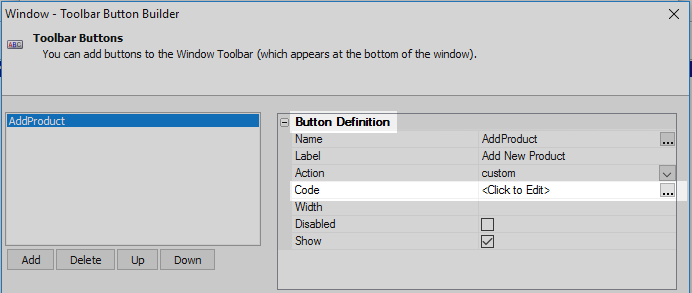 Window - Toolbar Button Builder
ABC
Toolbar Buttons
You can add buttons to the Window Toolbar (which appears at the bottom of the window).
AddProduct
Button Definition
Name AddProduct ...
Label Add New Product
Action custom
Code <Click to Edit> ...
Width
Disabled
Show
Add Delete Up Down